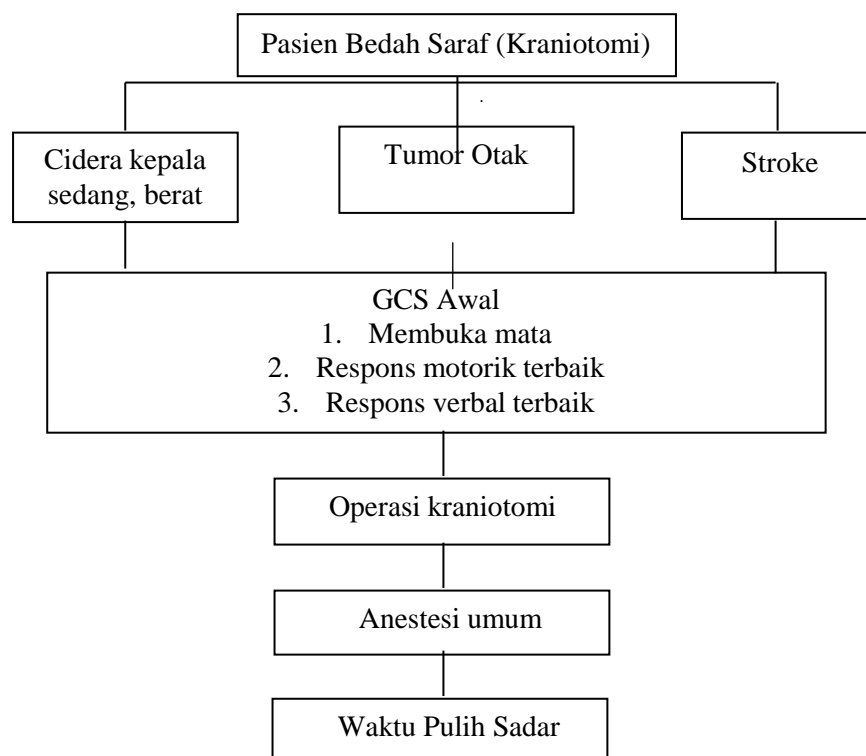 Pasien Bedah Saraf (Kraniotomi)
Cidera kepala
sedang, berat
Tumor Otak
Stroke
GCS Awal
1. Membuka mata
2. Respons motorik terbaik
3. Respons verbal terbaik
Operasi kraniotomi
Anestesi umum
Waktu Pulih Sadar